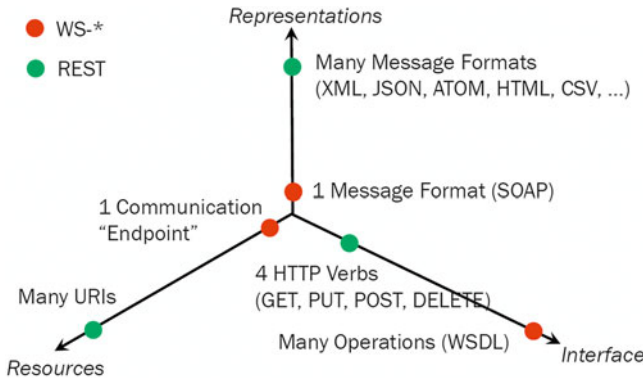 Representations
WS-*
REST
Many Message Formats
(XML, JSON, ATOM, HTML, CSV, ...)
1 Message Format (SOAP)
1 Communication
“Endpoint”
4 HTTP Verbs
(GET, PUT, POST, DELETE)
Many URIs
Many Operations (WSDL)
Resources
Interface